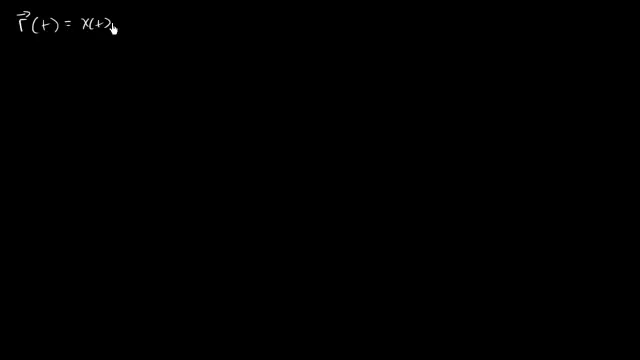 r⃗(t) = x(t)